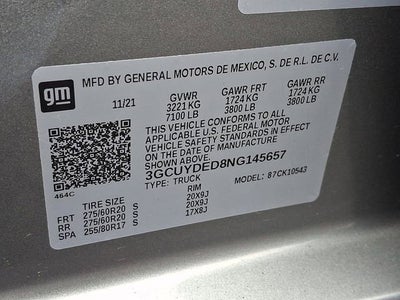 gm
MFD BY GENERAL MOTORS DE MEXICO, S. DE R.L. DE C.V.
11/21 GVWR GAWR FRT GAWR RR
3221 KG 1724 KG 1724 KG
7100 LB 3800 LB 3800 LB
THIS VEHICLE CONFORMS TO ALL
APPLICABLE U.S. FEDERAL MOTOR
VEHICLE SAFETY STANDARDS IN EFFECT
ON THE DATE OF MANUFACTURE
SHOWN ABOVE.
3GCUYDED8NG145657
464C TYPE: TRUCK MODEL: 87CK10543
TIRE SIZE RIM
FRT 275/60R20 S 20X9J
RR 275/60R20 S 20X9J
SPA 255/80R17 S 17X8J